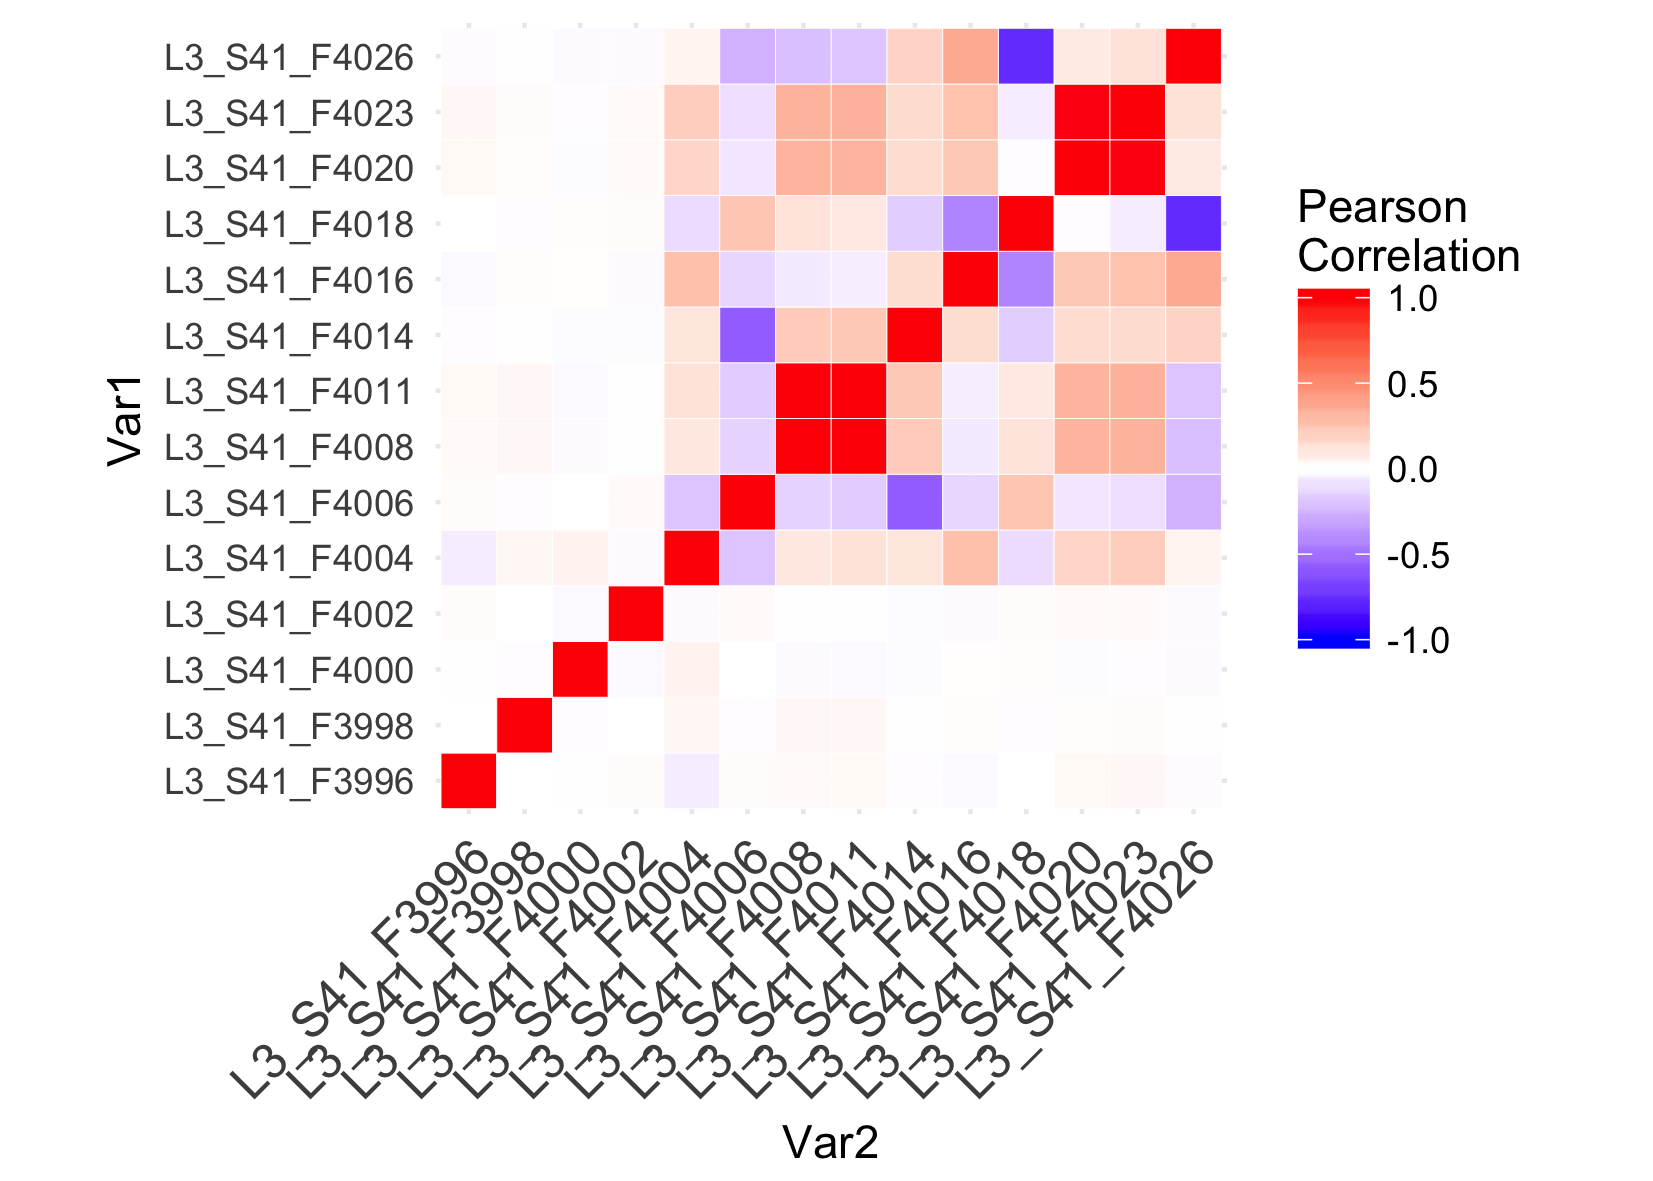 L3_S41_F4026
L3_S41_F4023
L3_S41_F4020
L3_S41_F4018
L3_S41_F4016
L3_S41_F4014
L3_S41_F4011
L3_S41_F4008
L3_S41_F4006
L3_S41_F4004
L3_S41_F4002
L3_S41_F4000
L3_S41_F3998
L3_S41_F3996
Var1
L3_S41_F3996
L3_S41_F3998
L3_S41_F4000
L3_S41_F4002
L3_S41_F4004
L3_S41_F4006
L3_S41_F4008
L3_S41_F4011
L3_S41_F4014
L3_S41_F4016
L3_S41_F4018
L3_S41_F4020
L3_S41_F4023
L3_S41_F4026
Var2
Pearson
Correlation
1.0
0.5
0.0
-0.5
-1.0